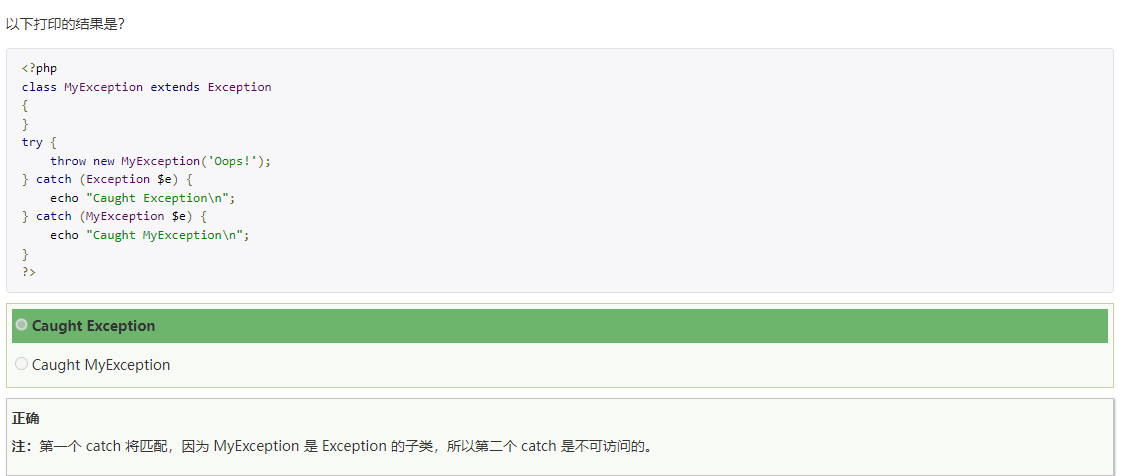 以下打印的结果是?
<?php
class MyException extends Exception
{
}
try {
    throw new MyException('Oops!');
} catch (Exception $e) {
    echo "Caught Exception\n";
} catch (MyException $e) {
    echo "Caught MyException\n";
}
?>
Caught Exception
Caught MyException
正确
注：第一个 catch 将匹配，因为 MyException 是 Exception 的子类，所以第二个 catch 是不可访问的。